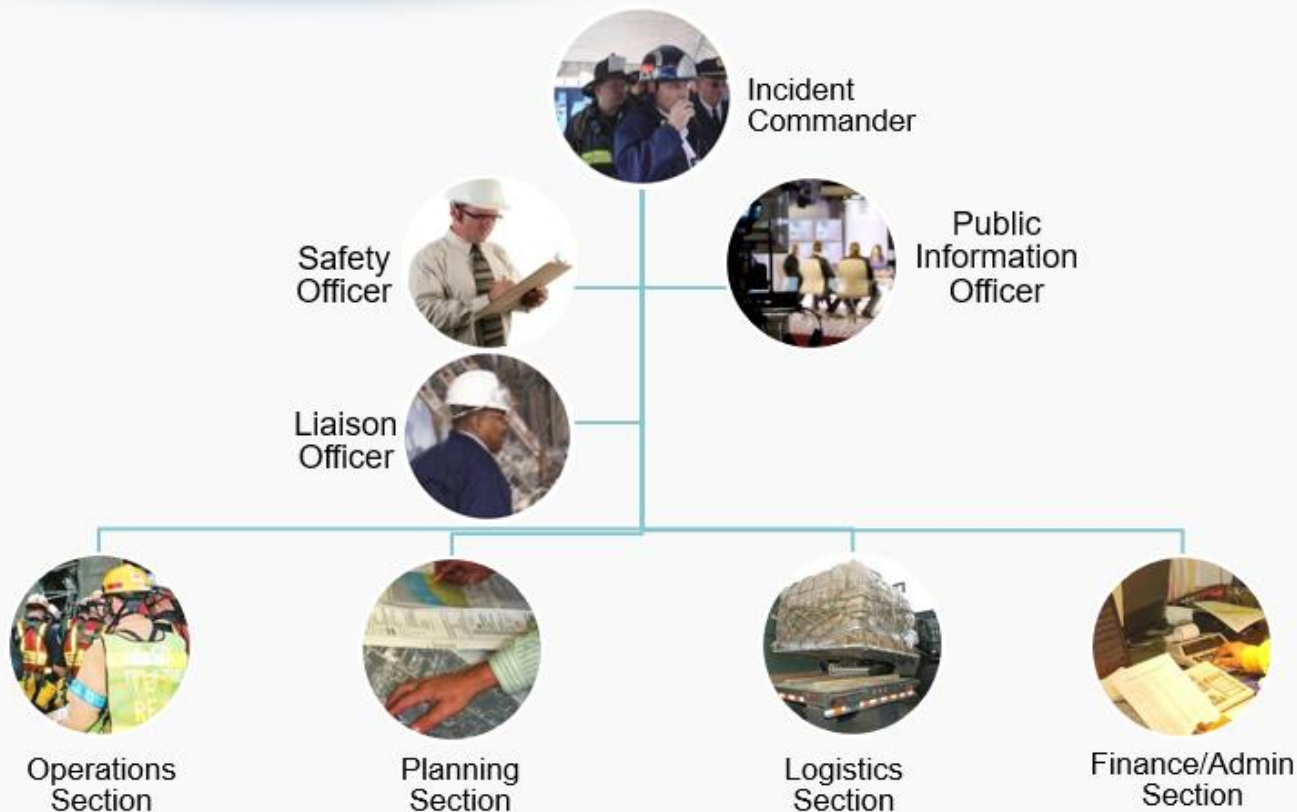 Incident
Commander
Safety
Officer
Public
Information
Officer
Liaison
Officer
Operations
Section
Planning
Section
Logistics
Section
Finance/Admin
Section